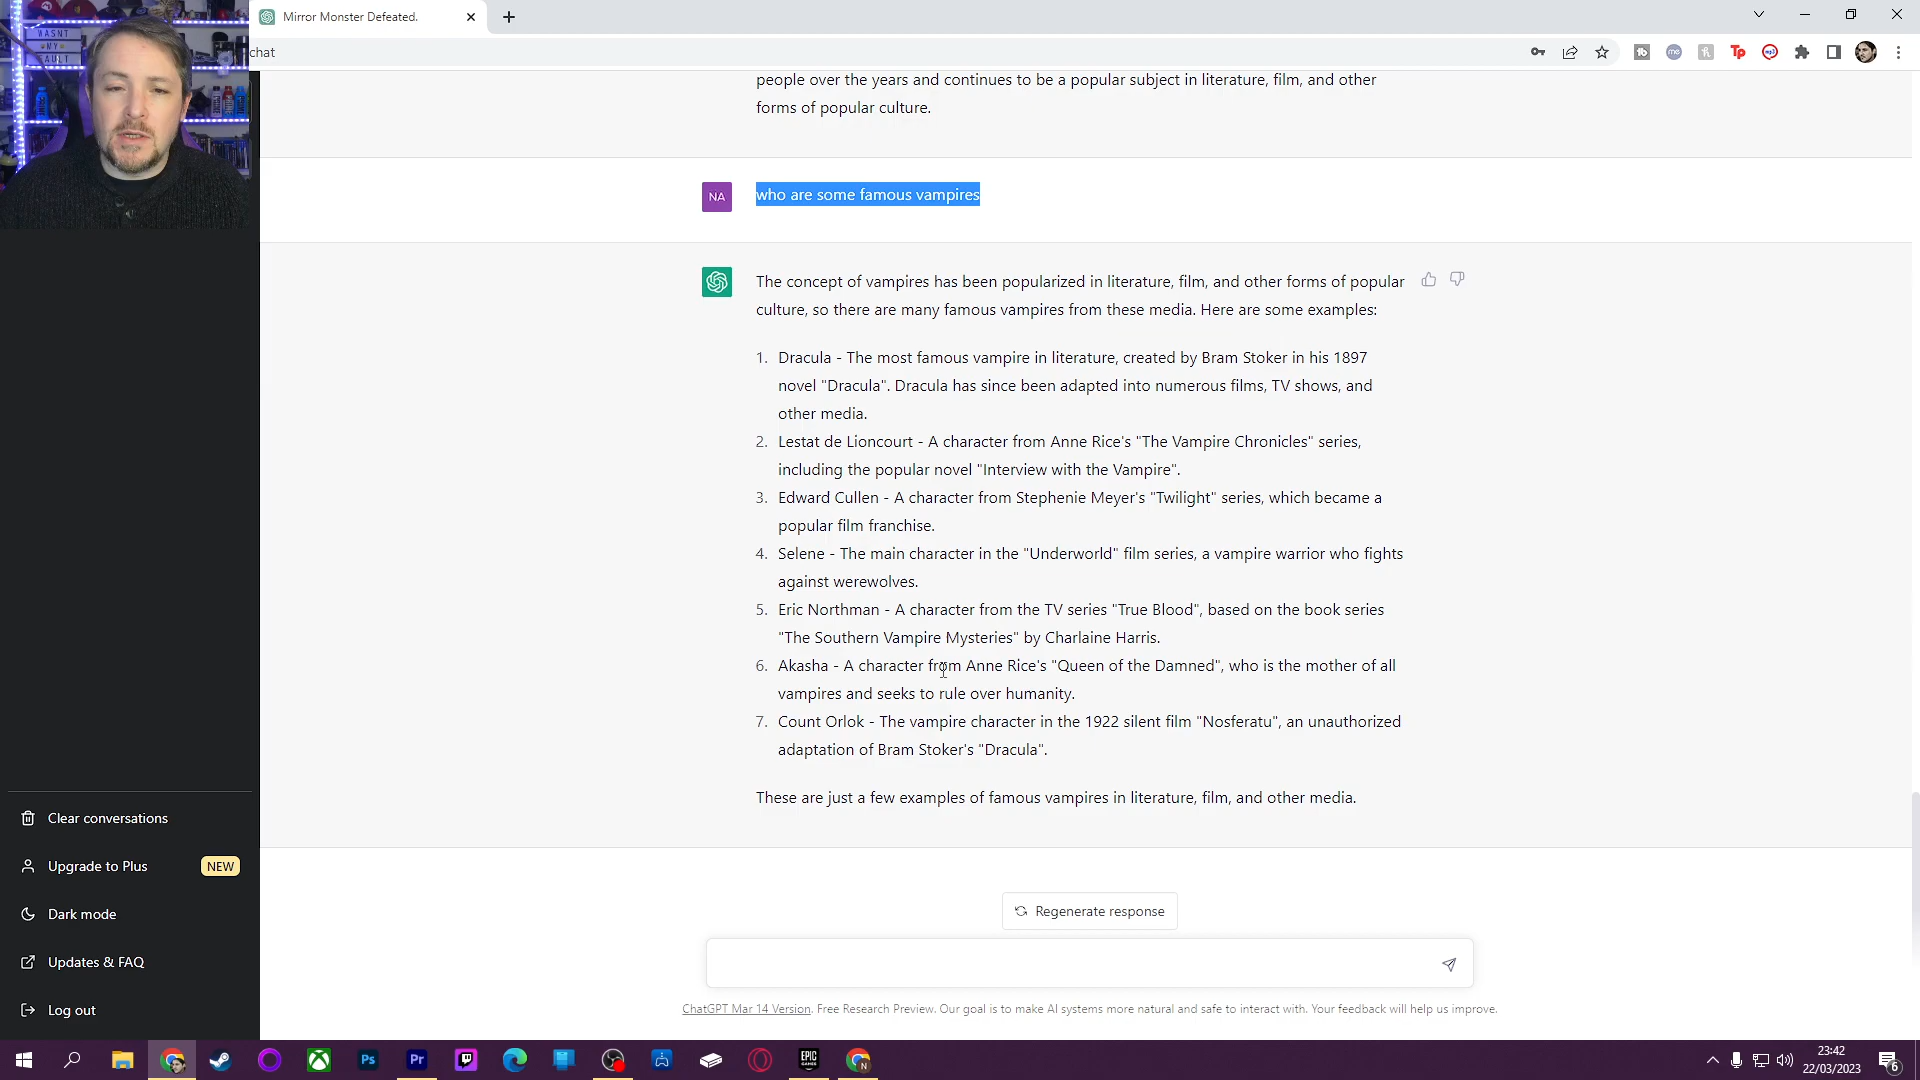 WASNT
MY
FAULT
Mirror Monster Defeated.
chat
people over the years and continues to be a popular subject in literature, film, and other
forms of popular culture.
NA
who are some famous vampires
The concept of vampires has been popularized in literature, film, and other forms of popular
culture, so there are many famous vampires from these media. Here are some examples:
1. Dracula - The most famous vampire in literature, created by Bram Stoker in his 1897
novel "Dracula". Dracula has since been adapted into numerous films, TV shows, and
other media.
2. Lestat de Lioncourt - A character from Anne Rice's "The Vampire Chronicles" series,
including the popular novel "Interview with the Vampire".
3. Edward Cullen - A character from Stephenie Meyer's "Twilight" series, which became a
popular film franchise.
4. Selene - The main character in the "Underworld" film series, a vampire warrior who fights
against werewolves.
5. Eric Northman - A character from the TV series "True Blood", based on the book series
"The Southern Vampire Mysteries" by Charlaine Harris.
6. Akasha - A character from Anne Rice's "Queen of the Damned", who is the mother of all
vampires and seeks to rule over humanity.
7. Count Orlok - The vampire character in the 1922 silent film "Nosferatu", an unauthorized
adaptation of Bram Stoker's "Dracula".
These are just a few examples of famous vampires in literature, film, and other media.
Clear conversations
Upgrade to Plus NEW
Dark mode
Updates & FAQ
Log out
Regenerate response
ChatGPT Mar 14 Version. Free Research Preview. Our goal is to make AI systems more natural and safe to interact with. Your feedback will help us improve.
Ps
Pr
EPIC
GAMES
N
23:42
22/03/2023
6